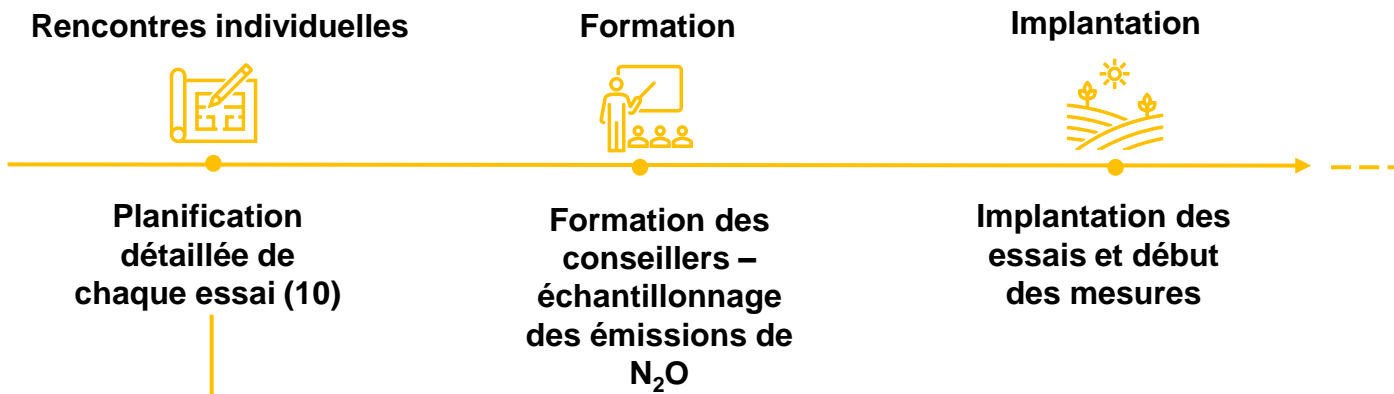 Rencontres individuelles
Formation
Implantation
Planification
détaillée de
chaque essai (10)
Formation des
conseillers –
échantillonnage
des émissions de
N₂O
Implantation des
essais et début
des mesures